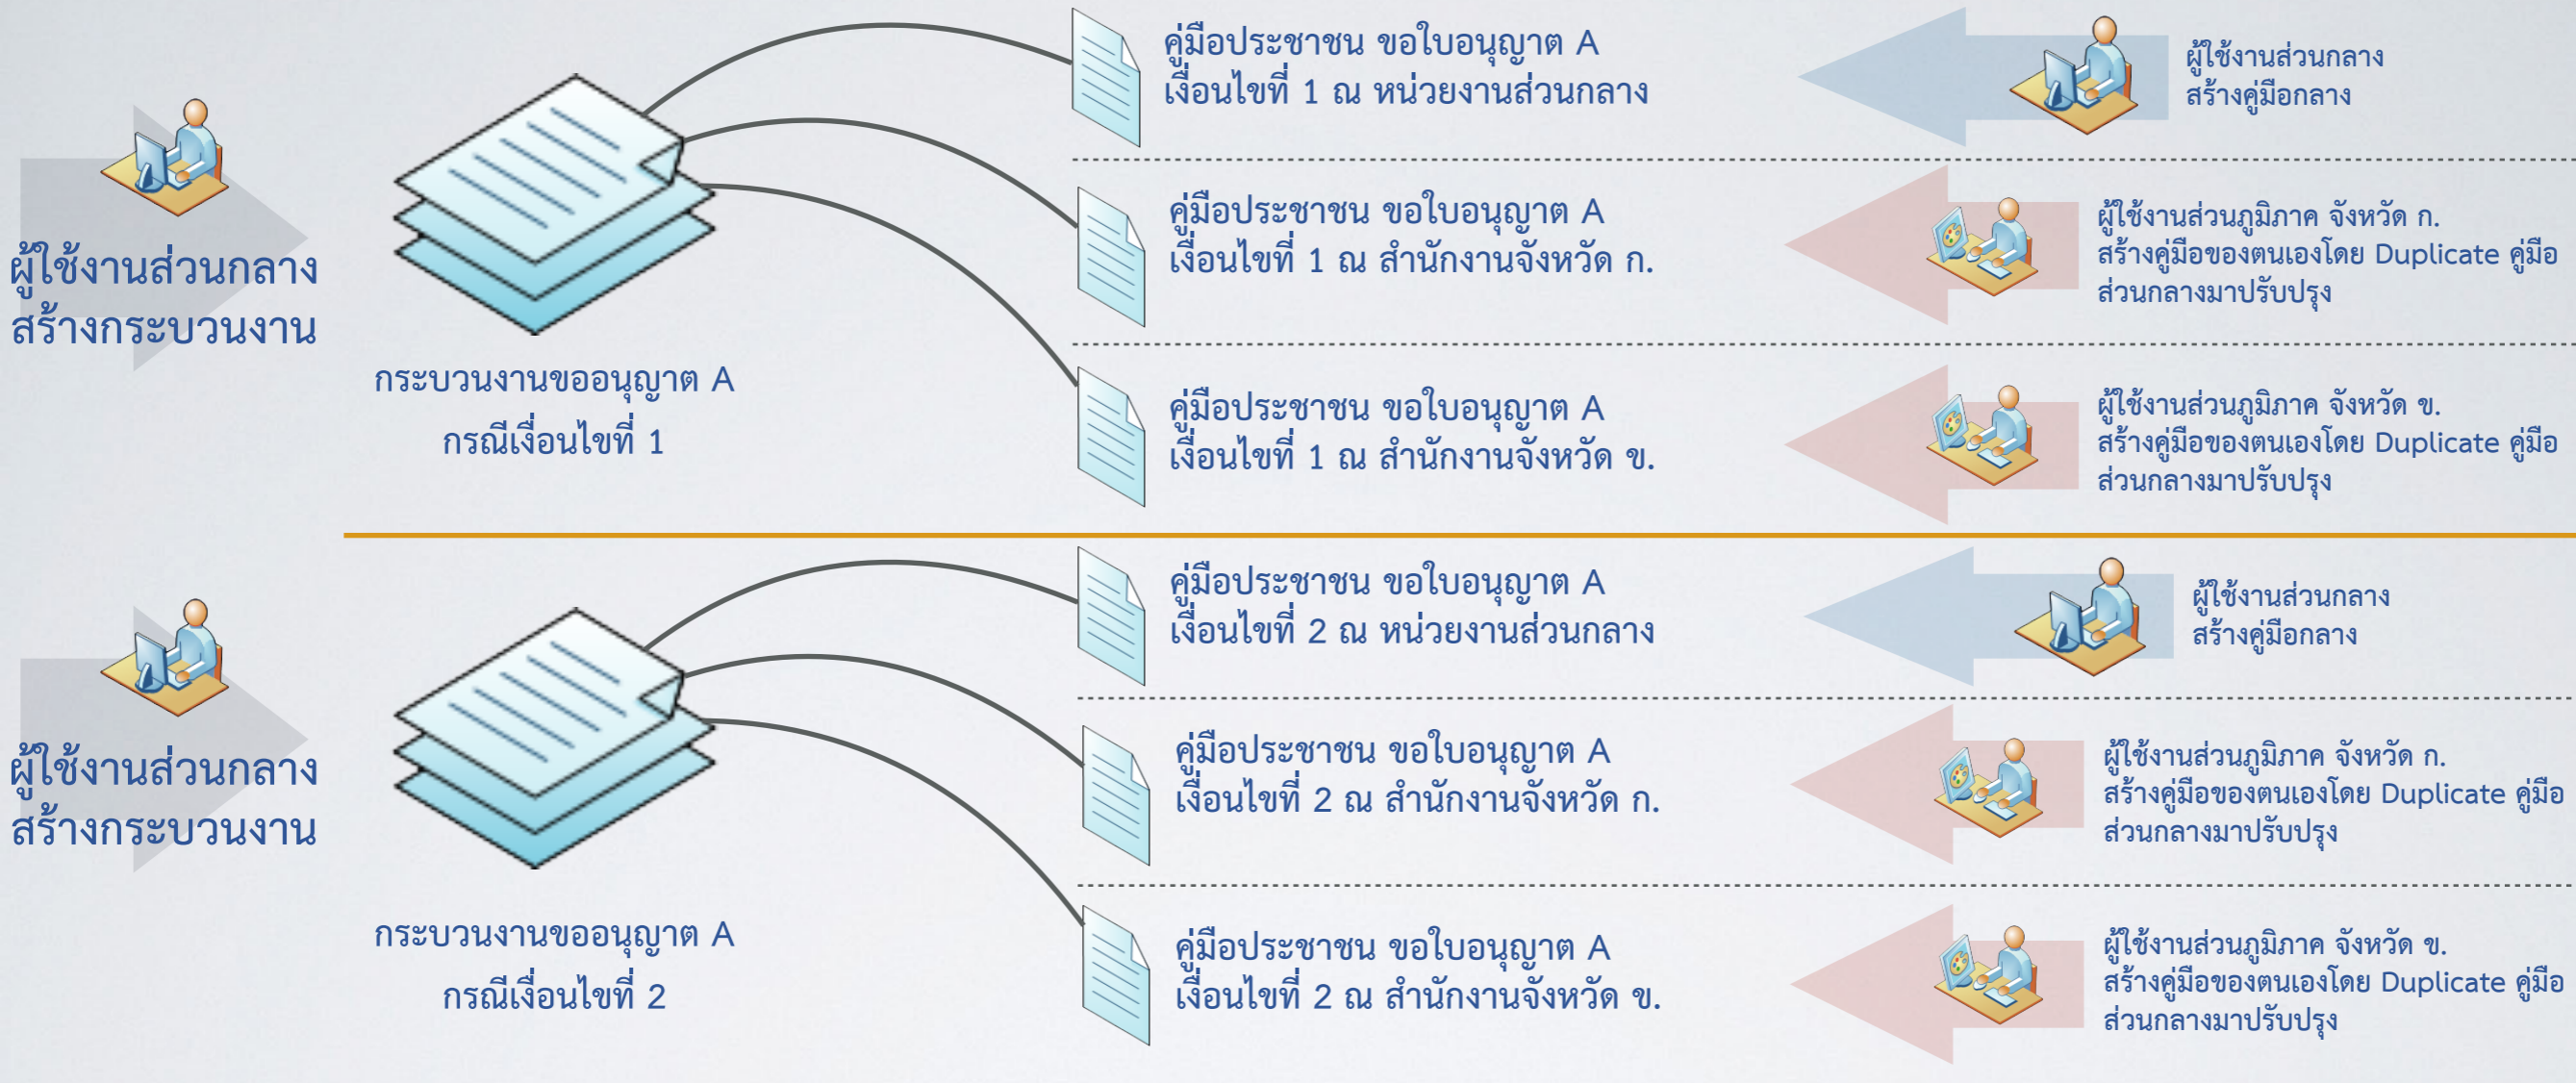 ผู้ใช้งานส่วนกลาง
สร้างกระบวนงาน
กระบวนงานขออนุญาต A
กรณีเงื่อนไขที่ 1
คู่มือประชาชน ขอใบอนุญาต A
เงื่อนไขที่ 1 ณ หน่วยงานส่วนกลาง
ผู้ใช้งานส่วนกลาง
สร้างคู่มือกลาง
คู่มือประชาชน ขอใบอนุญาต A
เงื่อนไขที่ 1 ณ สำนักงานจังหวัด ก.
ผู้ใช้งานส่วนภูมิภาค จังหวัด ก.
สร้างคู่มือของตนเองโดย Duplicate คู่มือ
ส่วนกลางมาปรับปรุง
คู่มือประชาชน ขอใบอนุญาต A
เงื่อนไขที่ 1 ณ สำนักงานจังหวัด ข.
ผู้ใช้งานส่วนภูมิภาค จังหวัด ข.
สร้างคู่มือของตนเองโดย Duplicate คู่มือ
ส่วนกลางมาปรับปรุง
ผู้ใช้งานส่วนกลาง
สร้างกระบวนงาน
กระบวนงานขออนุญาต A
กรณีเงื่อนไขที่ 2
คู่มือประชาชน ขอใบอนุญาต A
เงื่อนไขที่ 2 ณ หน่วยงานส่วนกลาง
ผู้ใช้งานส่วนกลาง
สร้างคู่มือกลาง
คู่มือประชาชน ขอใบอนุญาต A
เงื่อนไขที่ 2 ณ สำนักงานจังหวัด ก.
ผู้ใช้งานส่วนภูมิภาค จังหวัด ก.
สร้างคู่มือของตนเองโดย Duplicate คู่มือ
ส่วนกลางมาปรับปรุง
คู่มือประชาชน ขอใบอนุญาต A
เงื่อนไขที่ 2 ณ สำนักงานจังหวัด ข.
ผู้ใช้งานส่วนภูมิภาค จังหวัด ข.
สร้างคู่มือของตนเองโดย Duplicate คู่มือ
ส่วนกลางมาปรับปรุง